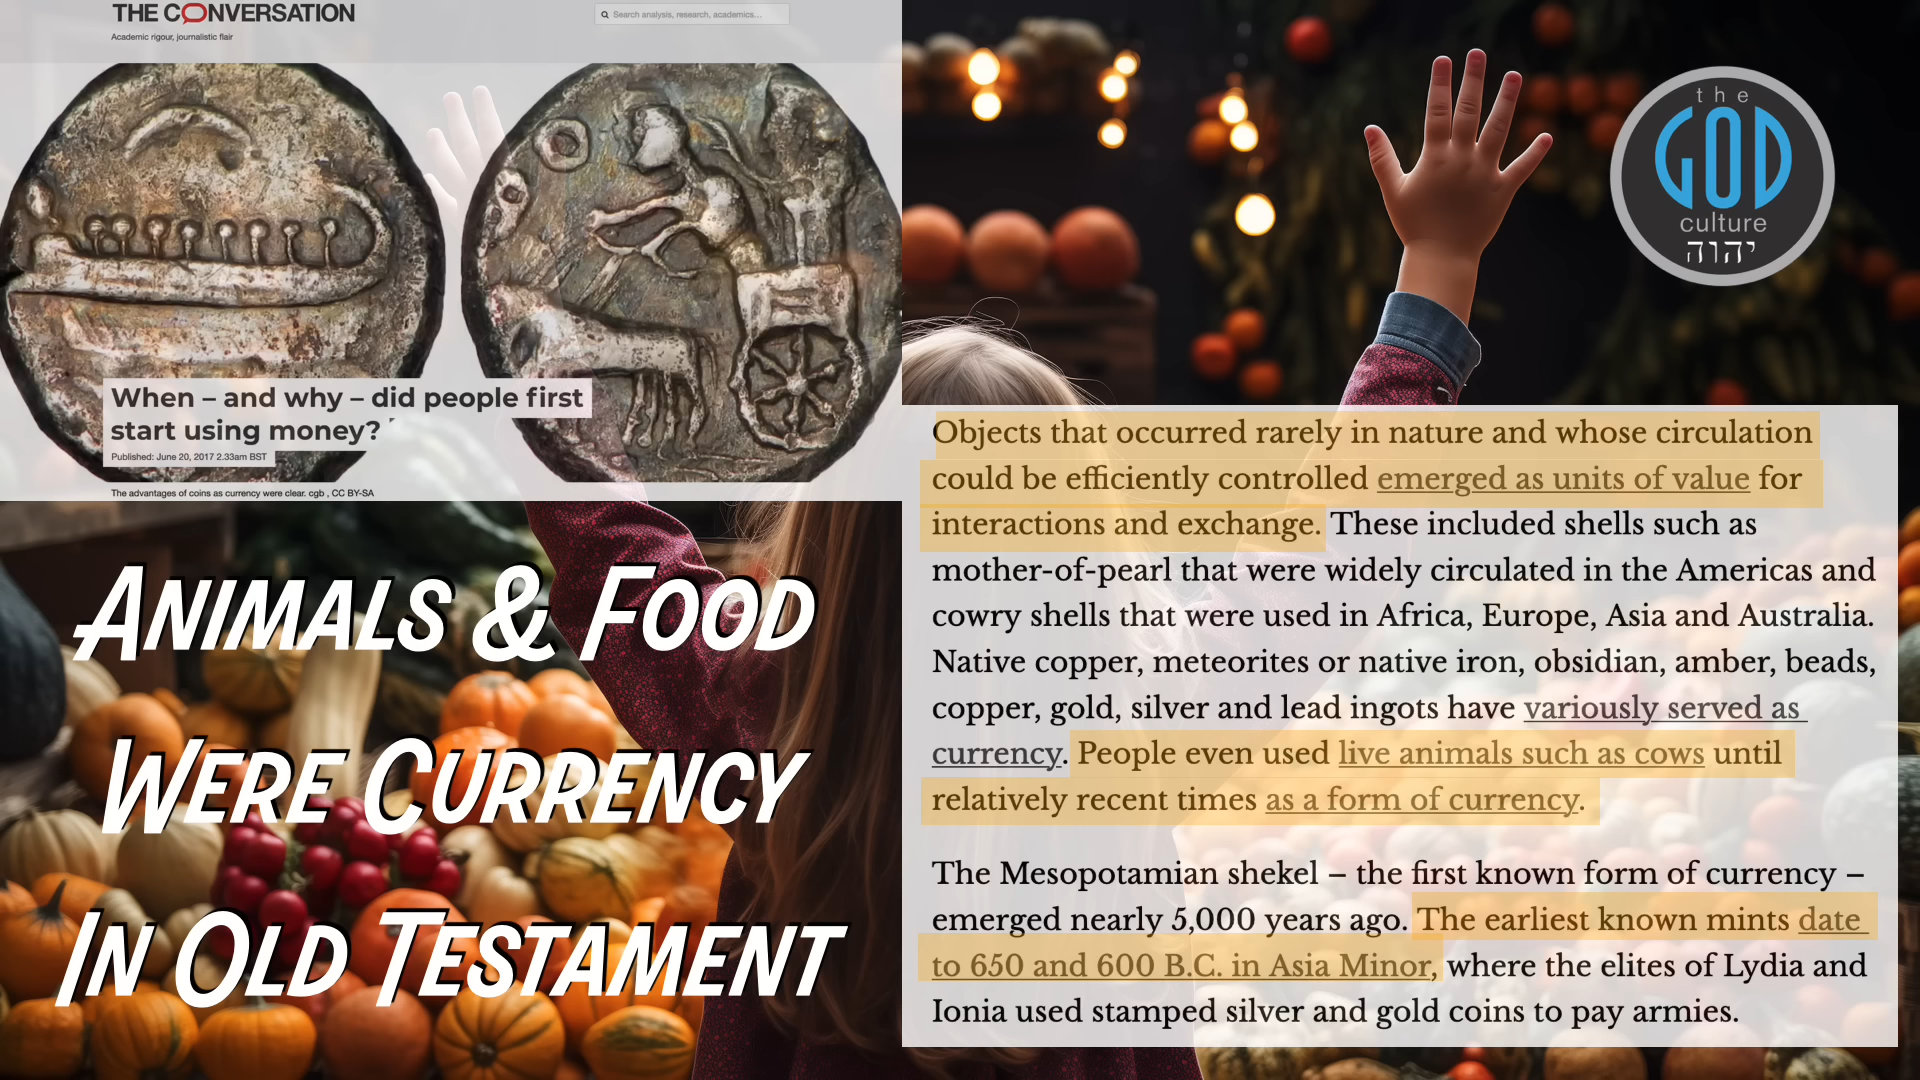 THE CONVERSATION
Academic rigour, journalistic flair
Search analysis, research, academics…
When – and why – did people first
start using money?
Published: June 20, 2017 2.33am BST
The advantages of coins as currency were clear. cgb , CC BY-SA
ANIMALS & FOOD
WERE CURRENCY
IN OLD TESTAMENT
the
GOD
culture
יהוה
Objects that occurred rarely in nature and whose circulation
could be efficiently controlled emerged as units of value for
interactions and exchange. These included shells such as
mother-of-pearl that were widely circulated in the Americas and
cowry shells that were used in Africa, Europe, Asia and Australia.
Native copper, meteorites or native iron, obsidian, amber, beads,
copper, gold, silver and lead ingots have variously served as
currency. People even used live animals such as cows until
relatively recent times as a form of currency.
The Mesopotamian shekel – the first known form of currency –
emerged nearly 5,000 years ago. The earliest known mints date
to 650 and 600 B.C. in Asia Minor, where the elites of Lydia and
Ionia used stamped silver and gold coins to pay armies.